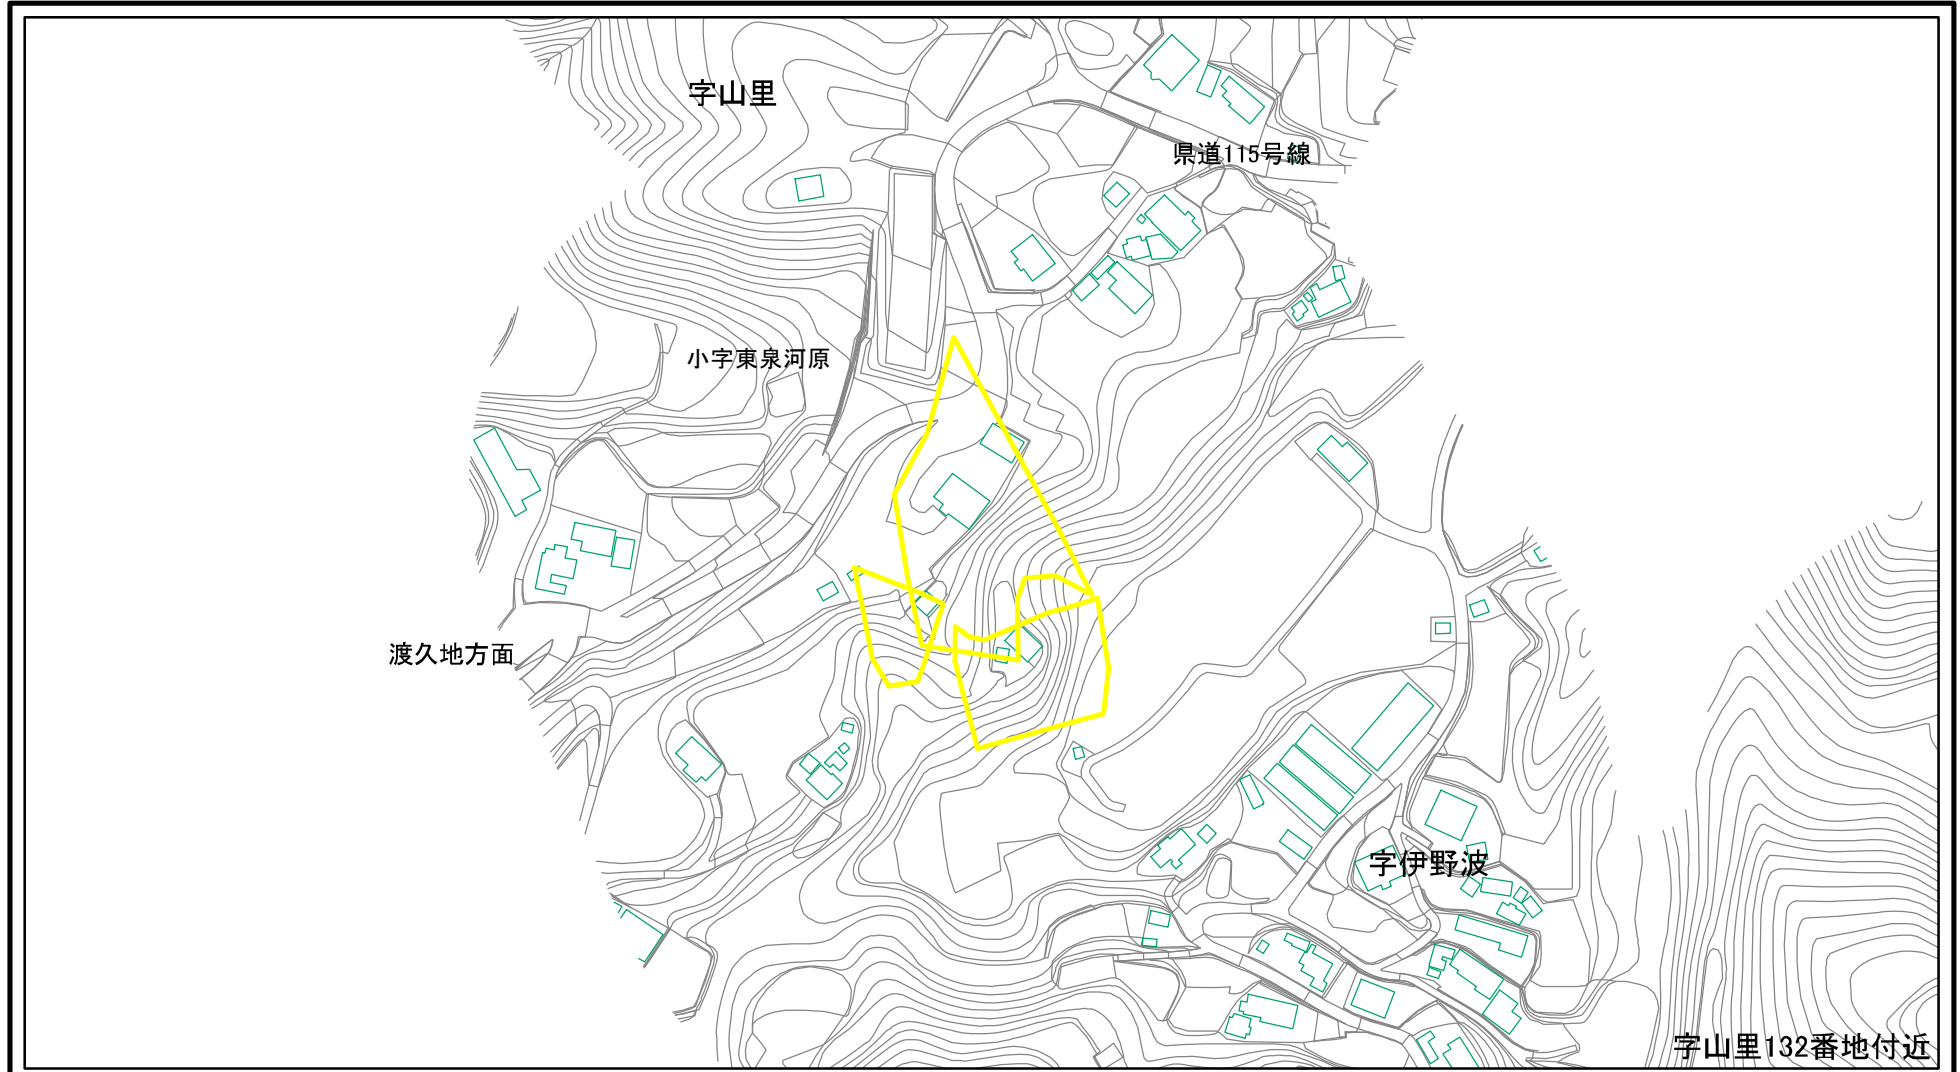 字山里
県道115号線
小字東泉河原
渡久地方面
字伊野波
字山里132番地付近